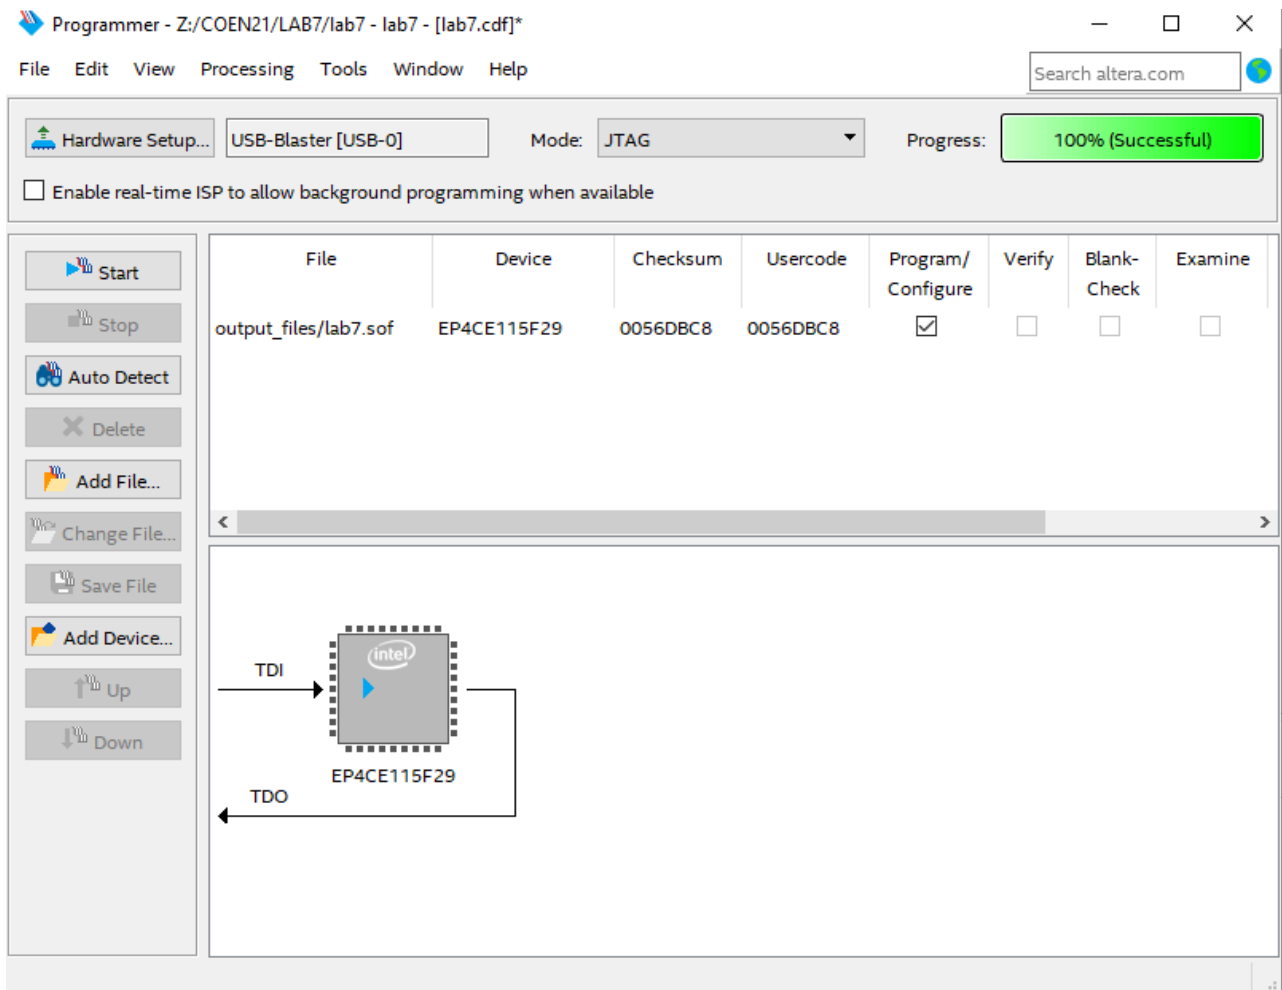 Programmer - Z:/COEN21/LAB7/lab7 - lab7 - [lab7.cdf]*
File Edit View Processing Tools Window Help
Search altera.com
Hardware Setup... USB-Blaster [USB-0] Mode: JTAG Progress: 100% (Successful)
Enable real-time ISP to allow background programming when available
Start
Stop
Auto Detect
Delete
Add File...
Change File...
Save File
Add Device...
Up
Down
File Device Checksum Usercode Program/ Verify Blank- Examine
Configure Check
output_files/lab7.sof EP4CE115F29 0056DBC8 0056DBC8
intel
TDI
EP4CE115F29
TDO